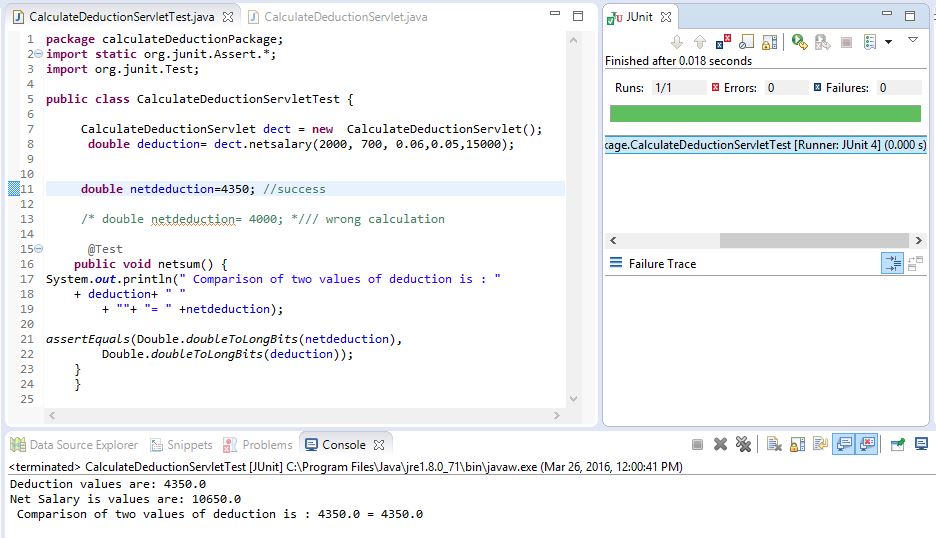 CalculateDeductionServletTest.java
CalculateDeductionServlet.java
1 package calculateDeductionPackage;
2 import static org.junit.Assert.*;
3 import org.junit.Test;
4
5 public class CalculateDeductionServletTest {
6
7 CalculateDeductionServlet dect = new  CalculateDeductionServlet();
8 double deduction= dect.netsalary(2000, 700, 0.06,0.05,15000);
9
10
11 double netdeduction=4350; //success
12
13 /* double netdeduction= 4000; */// wrong calculation
14
15 @Test
16 public void netsum() {
17 System.out.println(" Comparison of two values of deduction is : "
18 + deduction+ " "
19 + ""+ "= " +netdeduction);
20
21 assertEquals(Double.doubleToLongBits(netdeduction),
22 Double.doubleToLongBits(deduction));
23 }
24 }
25
JUnit
Finished after 0.018 seconds
Runs: 1/1 Errors: 0 Failures: 0
kage.CalculateDeductionServletTest [Runner: JUnit 4] (0.000 s)
Failure Trace
Data Source Explorer Snippets Problems Console
<terminated> CalculateDeductionServletTest [JUnit] C:\Program Files\Java\jre1.8.0_71\bin\javaw.exe (Mar 26, 2016, 12:00:41 PM)
Deduction values are: 4350.0
Net Salary is values are: 10650.0
Comparison of two values of deduction is : 4350.0 = 4350.0